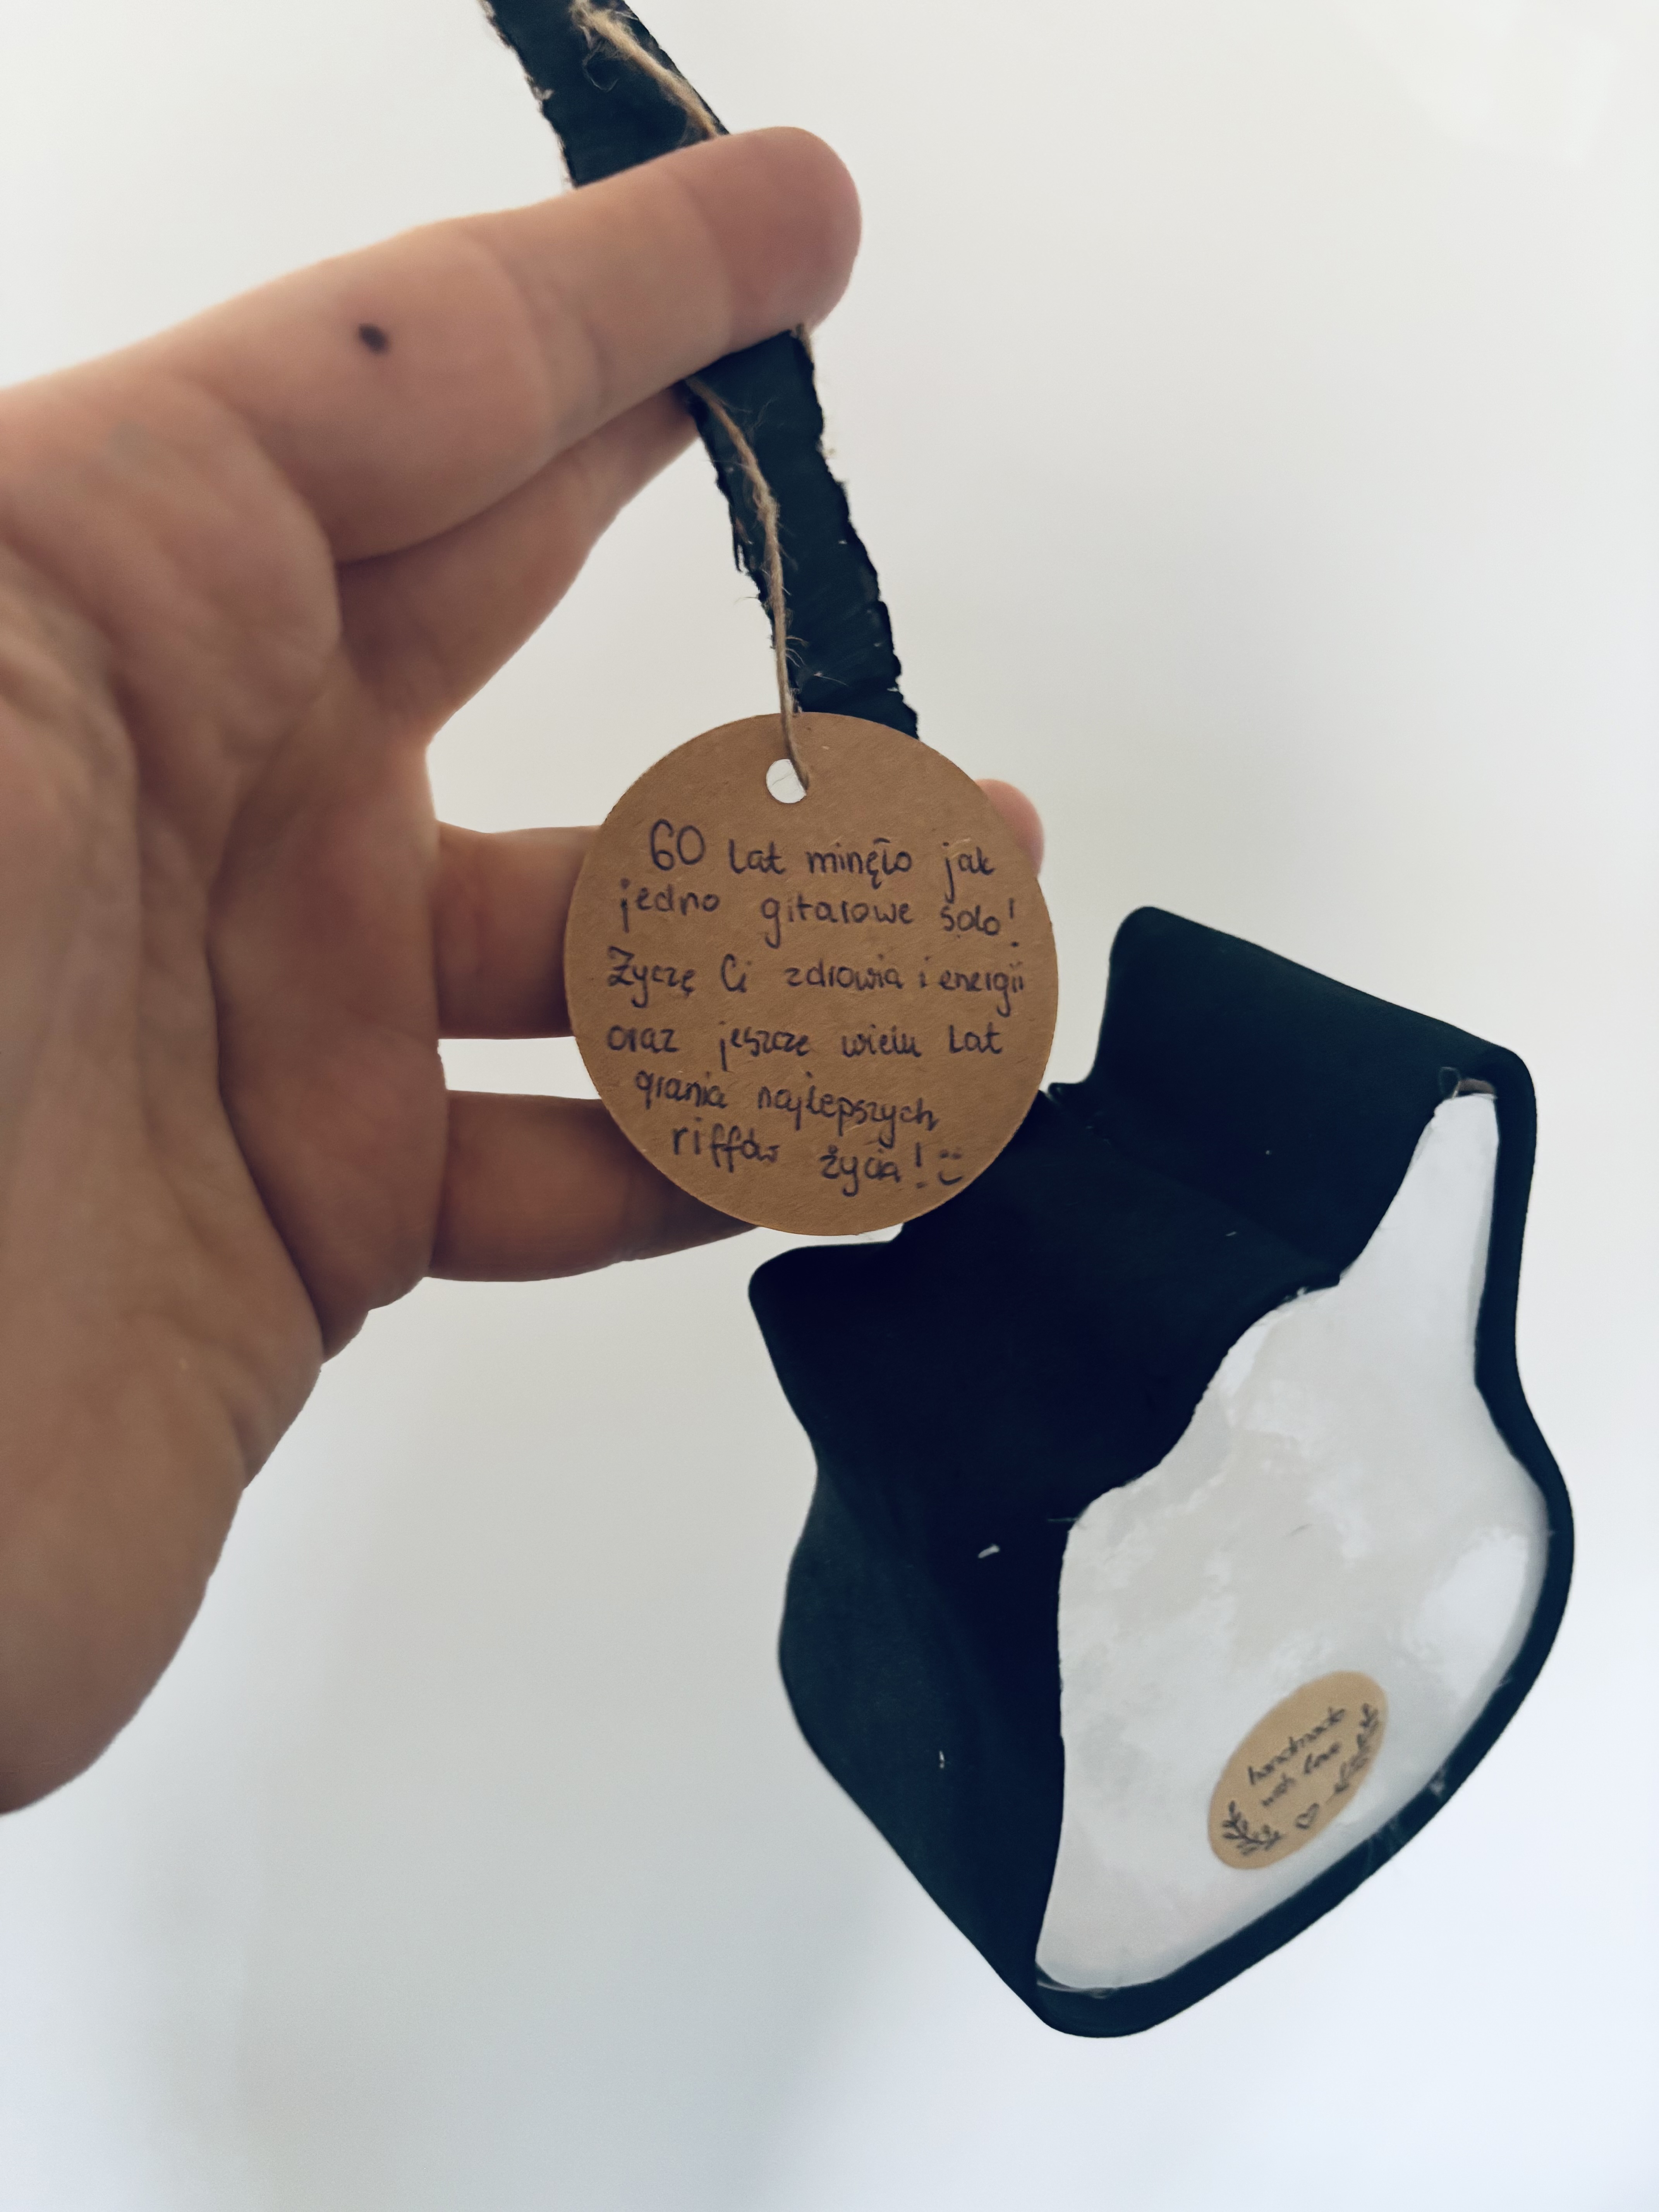 60 lat minęło jak
jedno gitarowe solo!
Życzę Ci zdrowia i energii
oraz jeszcze wielu lat
grania najlepszych
riffów życia! :)
handmade
with love